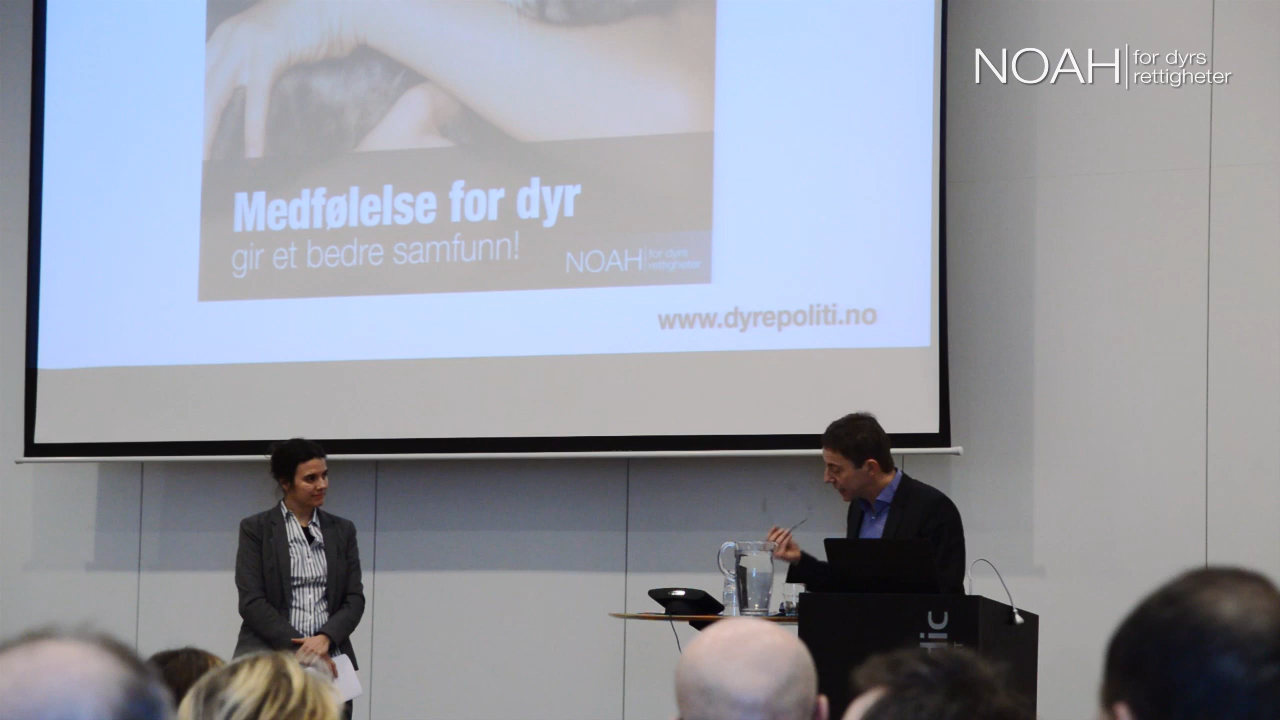 NOAH for dyrs rettigheter
Medfølelse for dyr
gir et bedre samfunn!
NOAH for dyrs rettigheter
www.dyrepoliti.no